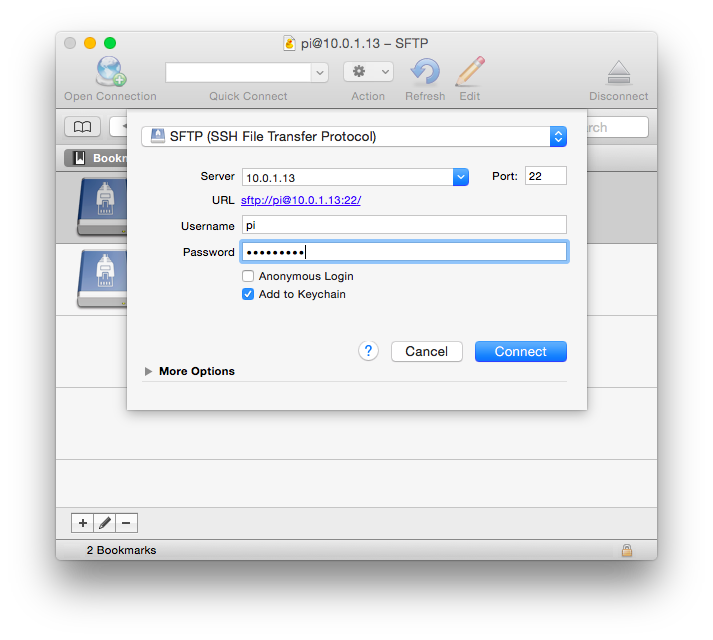 pi@10.0.1.13 – SFTP
Open Connection
Quick Connect
Action
Refresh
Edit
Disconnect
SFTP (SSH File Transfer Protocol)
Server 10.0.1.13 Port: 22
URL sftp://pi@10.0.1.13:22/
Username pi
Password •••••••••
Anonymous Login
Add to Keychain
? Cancel Connect
More Options
2 Bookmarks